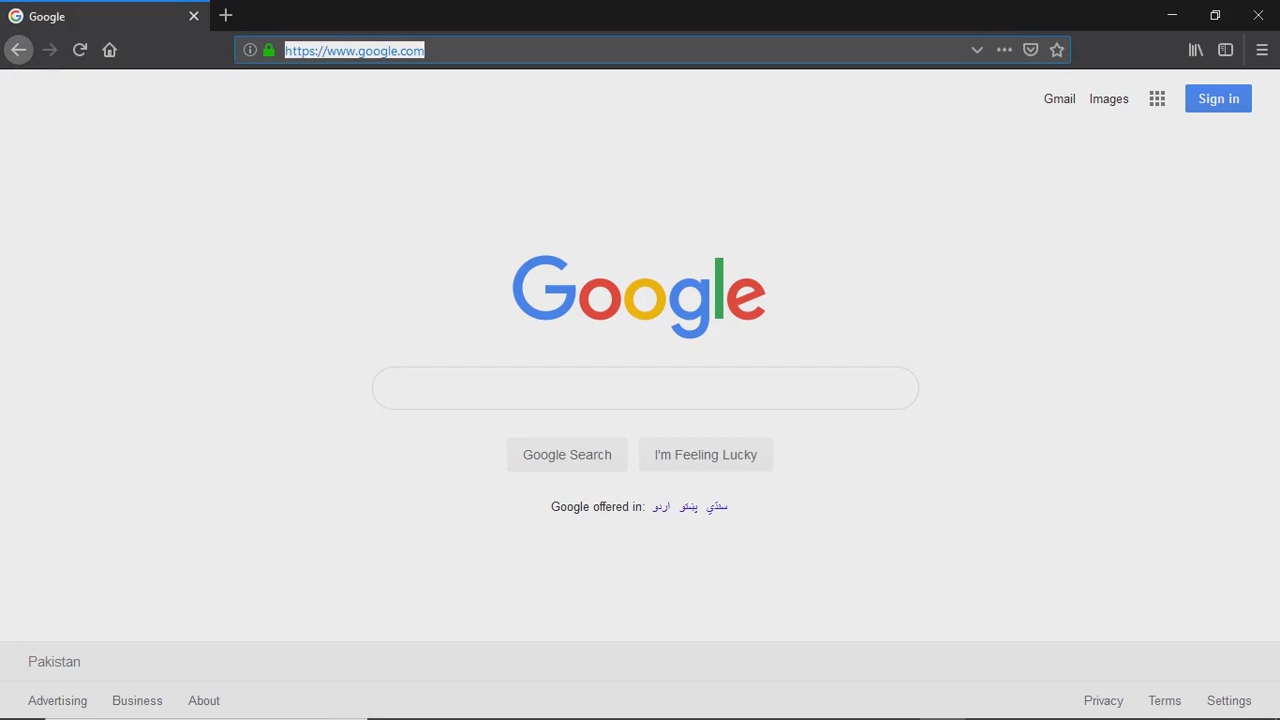 Google
https://www.google.com
Gmail Images Sign in
Google
Google Search I'm Feeling Lucky
Google offered in: اردو پښتو سنڌي
Pakistan
Advertising Business About Privacy Terms Settings